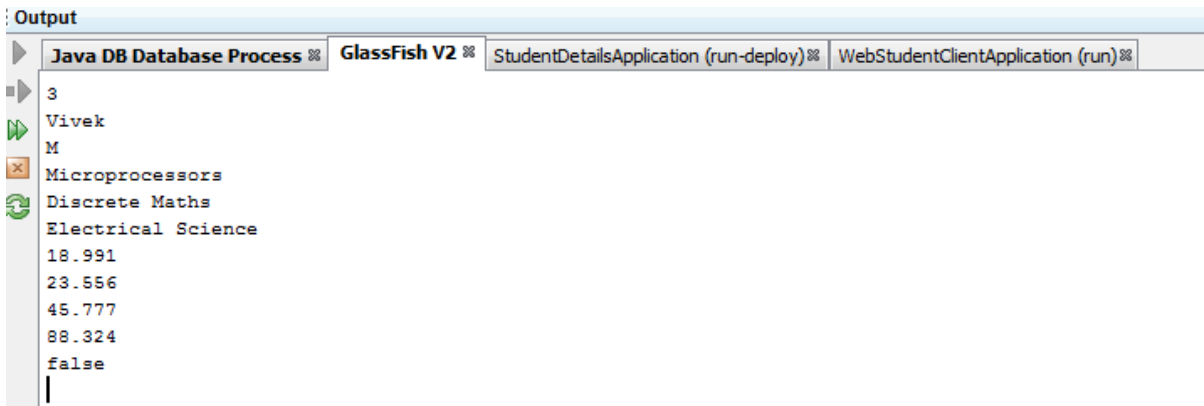 Output
Java DB Database Process GlassFish V2 StudentDetailsApplication (run-deploy) WebStudentClientApplication (run)
3
Vivek
M
Microprocessors
Discrete Maths
Electrical Science
18.991
23.556
45.777
88.324
false